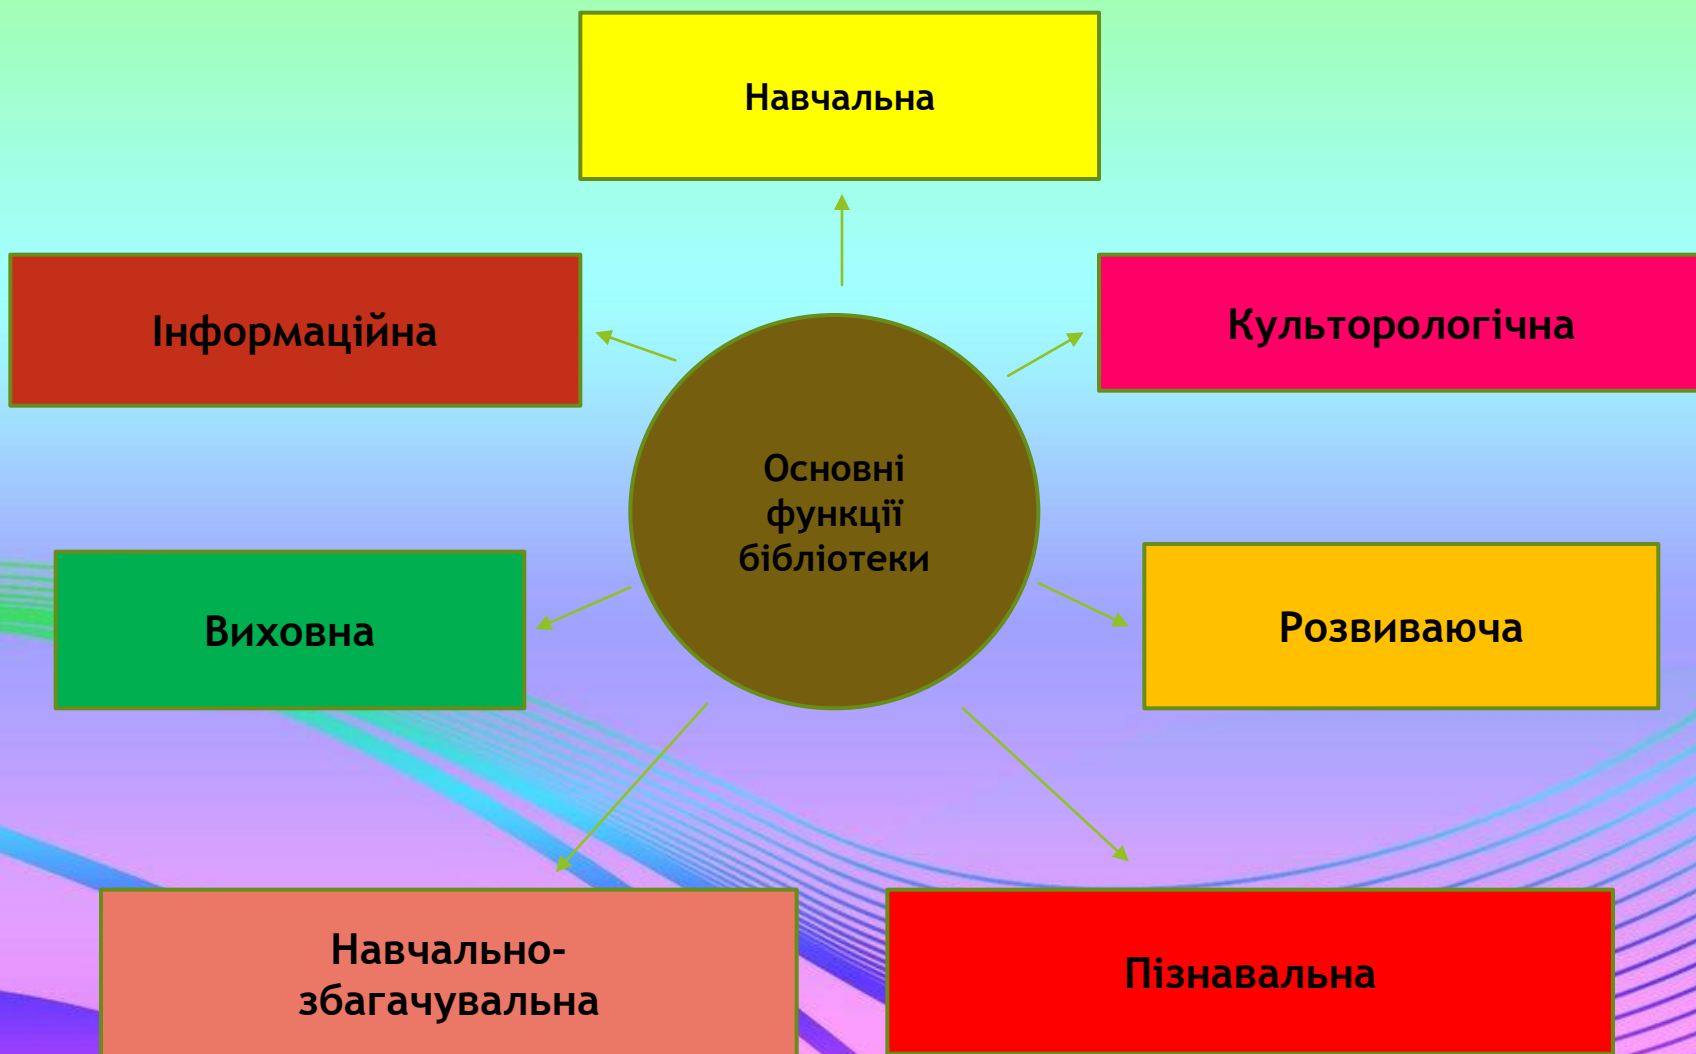 Навчальна
Інформаційна
Культорологічна
Основні
функції
бібліотеки
Виховна
Розвиваюча
Навчально-
збагачувальна
Пізнавальна